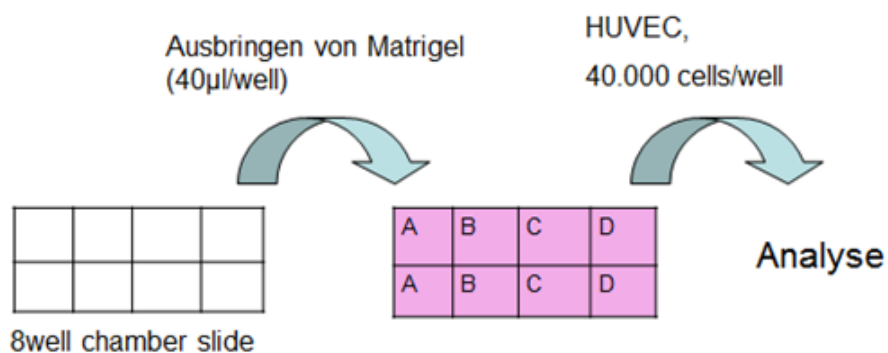 Ausbringen von Matrigel
(40µl/well)
HUVEC,
40.000 cells/well
A B C D
A B C D
Analyse
8well chamber slide